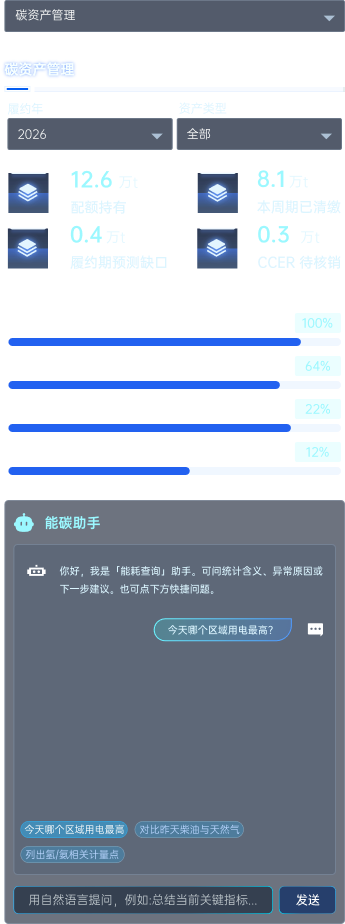 碳资产管理
碳资产管理
履约年 资产类型
2026 全部
12.6 万t 8.1 万t
配额持有 本周期已清缴
0.4 万t 0.3 万t
履约期预测缺口 CCER 待核销
100%
64%
22%
12%
能碳助手
你好，我是「能耗查询」助手。可问统计含义、异常原因或
下一步建议。也可点下方快捷问题。
今天哪个区域用电最高？
今天哪个区域用电最高 对比昨天柴油与天然气
列出氢/氨相关计量点
用自然语言提问，例如:总结当前关键指标... 发送